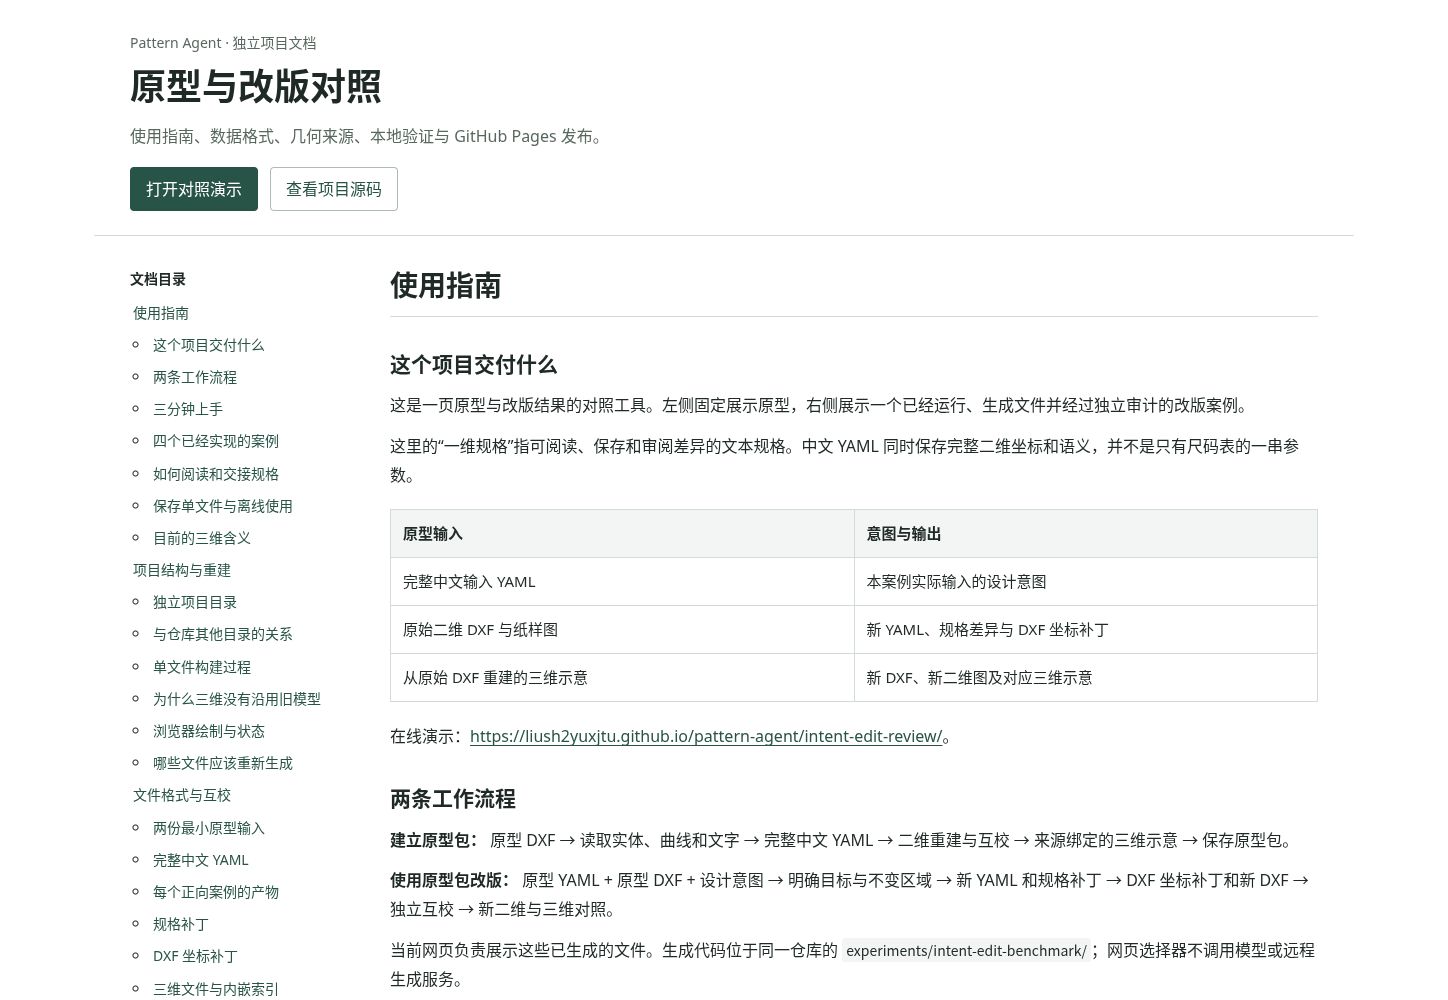 Pattern Agent · 独立项目文档
原型与改版对照
使用指南、数据格式、几何来源、本地验证与 GitHub Pages 发布。
打开对照演示
查看项目源码
文档目录
使用指南
这个项目交付什么
两条工作流程
三分钟上手
四个已经实现的案例
如何阅读和交接规格
保存单文件与离线使用
目前的三维含义
项目结构与重建
独立项目目录
与仓库其他目录的关系
单文件构建过程
为什么三维没有沿用旧模型
浏览器绘制与状态
哪些文件应该重新生成
文件格式与互校
两份最小原型输入
完整中文 YAML
每个正向案例的产物
规格补丁
DXF 坐标补丁
三维文件与内嵌索引
使用指南
这个项目交付什么
这是一页原型与改版结果的对照工具。左侧固定展示原型，右侧展示一个已经运行、生成文件并经过独立审计的改版案例。
这里的“一维规格”指可阅读、保存和审阅差异的文本规格。中文 YAML 同时保存完整二维坐标和语义，并不是只有尺码表的一串参
数。
原型输入
意图与输出
完整中文输入 YAML
本案例实际输入的设计意图
原始二维 DXF 与纸样图
新 YAML、规格差异与 DXF 坐标补丁
从原始 DXF 重建的三维示意
新 DXF、新二维图及对应三维示意
在线演示：https://liush2yuxjtu.github.io/pattern-agent/intent-edit-review/。
两条工作流程
建立原型包： 原型 DXF → 读取实体、曲线和文字 → 完整中文 YAML → 二维重建与互校 → 来源绑定的三维示意 → 保存原型包。
使用原型包改版： 原型 YAML + 原型 DXF + 设计意图 → 明确目标与不变区域 → 新 YAML 和规格补丁 → DXF 坐标补丁和新 DXF →
独立互校 → 新二维与三维对照。
当前网页负责展示这些已生成的文件。生成代码位于同一仓库的 experiments/intent-edit-benchmark/；网页选择器不调用模型或远程
生成服务。